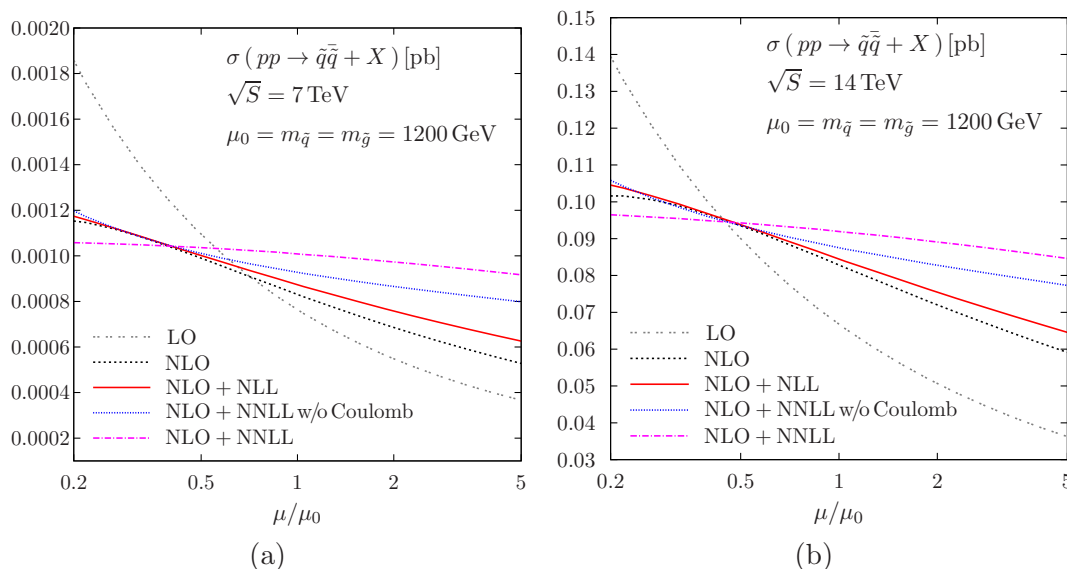 0.0020
0.0018
0.0016
0.0014
0.0012
0.0010
0.0008
0.0006
0.0004
0.0002
σ ( pp → q̃q̃̄ + X ) [pb]
√S = 7 TeV
μ₀ = m_q̃ = m_g̃ = 1200 GeV
LO
NLO
NLO + NLL
NLO + NNLL w/o Coulomb
NLO + NNLL
0.2 0.5 1 2 5
μ/μ₀
(a)
0.15
0.14
0.13
0.12
0.11
0.10
0.09
0.08
0.07
0.06
0.05
0.04
0.03
σ ( pp → q̃q̃̄ + X ) [pb]
√S = 14 TeV
μ₀ = m_q̃ = m_g̃ = 1200 GeV
LO
NLO
NLO + NLL
NLO + NNLL w/o Coulomb
NLO + NNLL
0.2 0.5 1 2 5
μ/μ₀
(b)